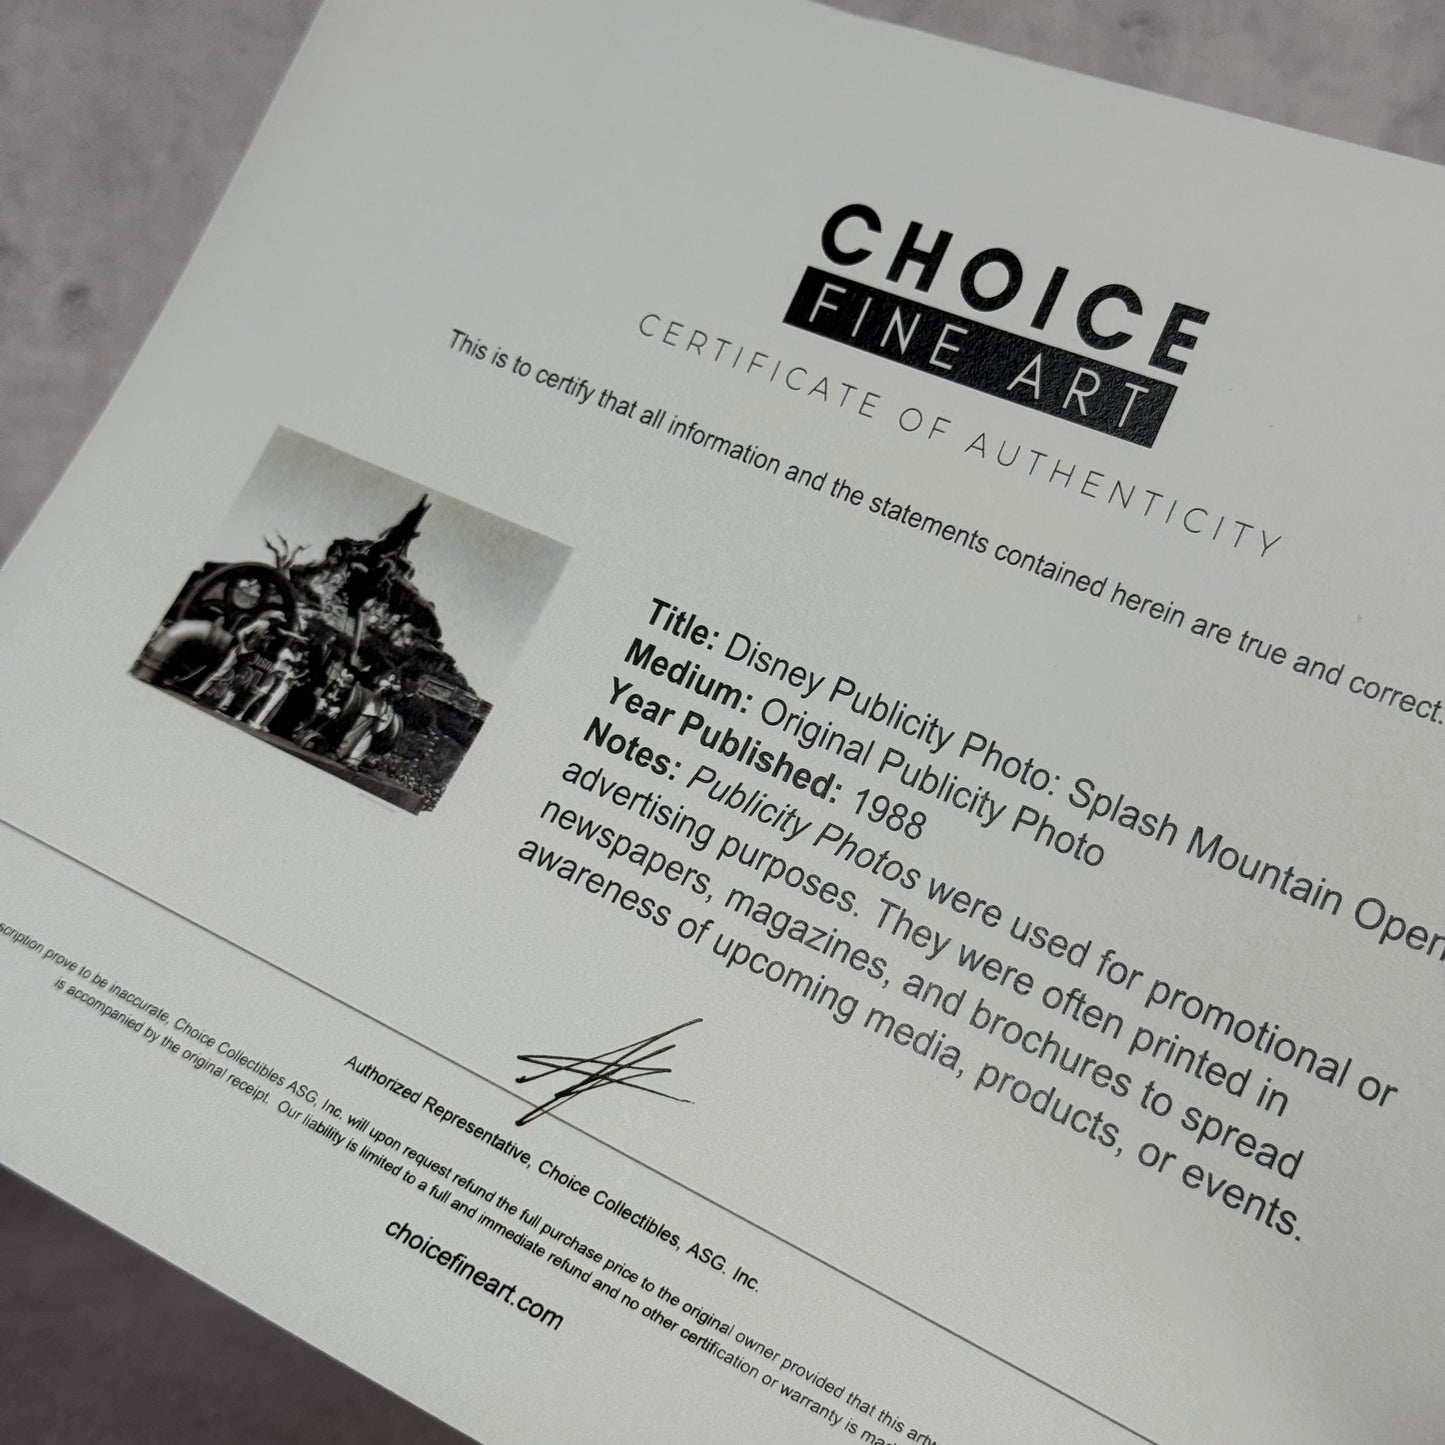 CHOICE
FINE ART
CERTIFICATE OF AUTHENTICITY
This is to certify that all information and the statements contained herein are true and correct.
Title: Disney Publicity Photo: Splash Mountain Open
Medium: Original Publicity Photo
Year Published: 1988
Notes: Publicity Photos were used for promotional or
advertising purposes. They were often printed in
newspapers, magazines, and brochures to spread
awareness of upcoming media, products, or events.
Authorized Representative, Choice Collectibles, ASG. Inc.
scription prove to be inaccurate, Choice Collectibles ASG, Inc. will upon request refund the full purchase price to the original owner provided that this artw
is accompanied by the original receipt. Our liability is limited to a full and immediate refund and no other certification or warranty is mad
choicefineart.com